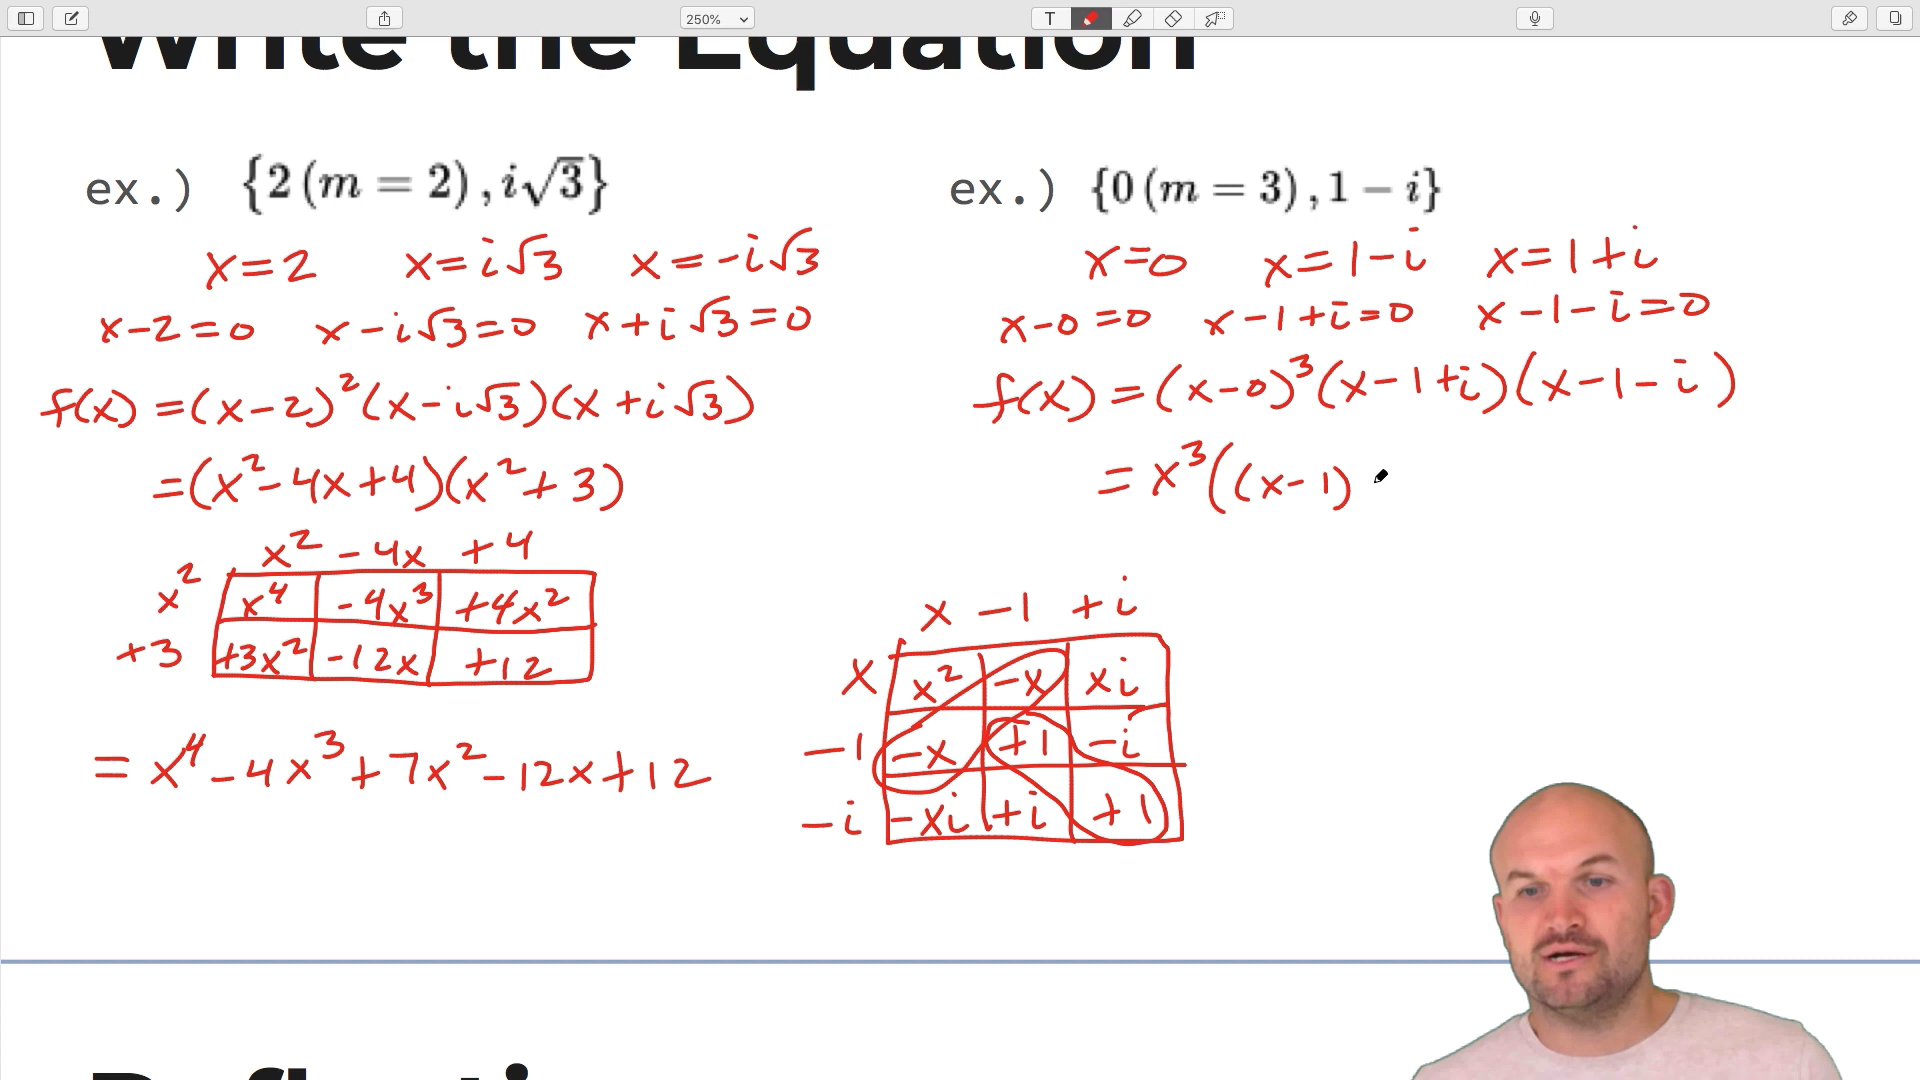 250%
T
Write the Equation
ex.) {2 (m = 2), i√3}
x=2 x=i√3 x=-i√3
x-2=0 x-i√3=0 x+i√3=0
f(x)=(x-2)²(x-i√3)(x+i√3)
=(x²-4x+4)(x²+3)
x² -4x +4
x² x⁴ -4x³ +4x²
+3 +3x² -12x +12
=x⁴-4x³+7x²-12x+12
ex.) {0 (m = 3), 1 − i}
x=0 x=1-i x=1+i
x-0=0 x-1+i=0 x-1-i=0
f(x)=(x-0)³(x-1+i)(x-1-i)
=x³((x-1)
x -1 +i
x x² -x xi
-1 -x +1 -i
-i -xi +i +1